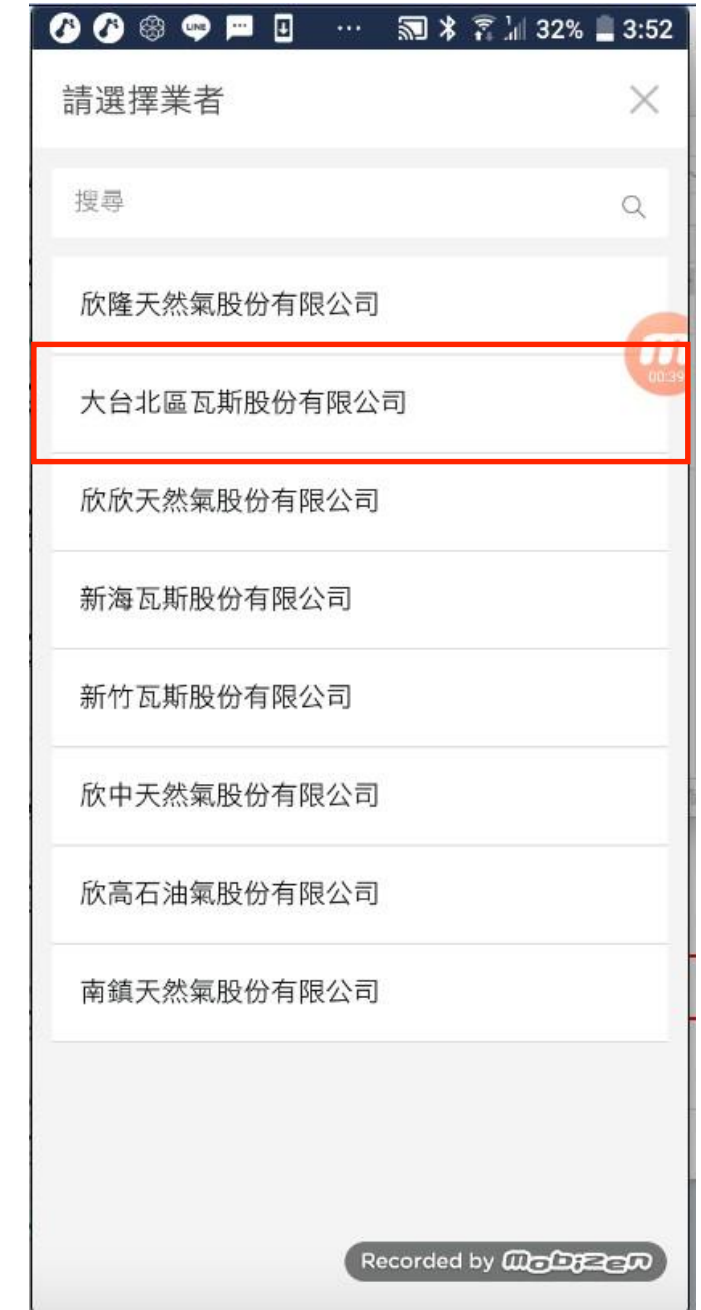 LINE
32%
3:52
請選擇業者
搜尋
欣隆天然氣股份有限公司
00:39
大台北區瓦斯股份有限公司
欣欣天然氣股份有限公司
新海瓦斯股份有限公司
新竹瓦斯股份有限公司
欣中天然氣股份有限公司
欣高石油氣股份有限公司
南鎮天然氣股份有限公司
Recorded by mobizen